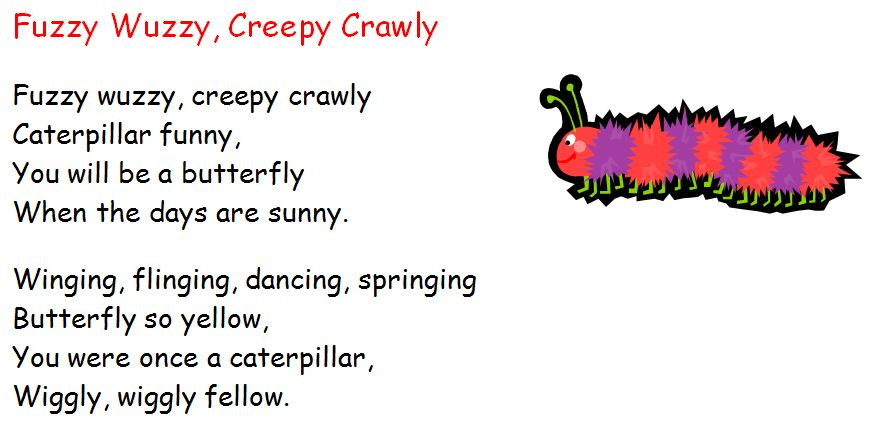 Fuzzy Wuzzy, Creepy Crawly
Fuzzy wuzzy, creepy crawly
Caterpillar funny,
You will be a butterfly
When the days are sunny.
Winging, flinging, dancing, springing
Butterfly so yellow,
You were once a caterpillar,
Wiggly, wiggly fellow.